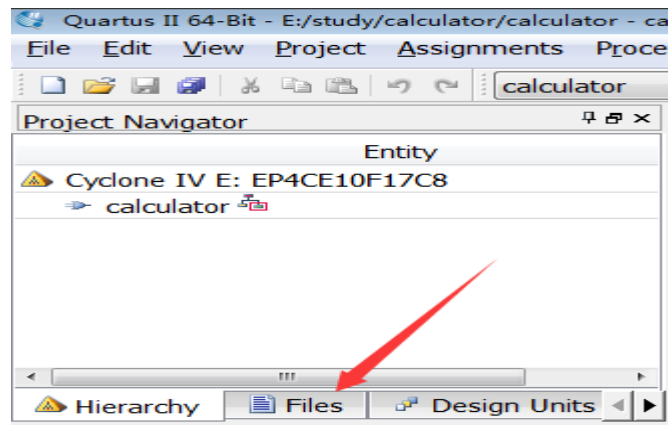 Quartus II 64-Bit - E:/study/calculator/calculator - ca
File Edit View Project Assignments Proce
calculator
Project Navigator
Entity
Cyclone IV E: EP4CE10F17C8
calculator
Hierarchy Files Design Units